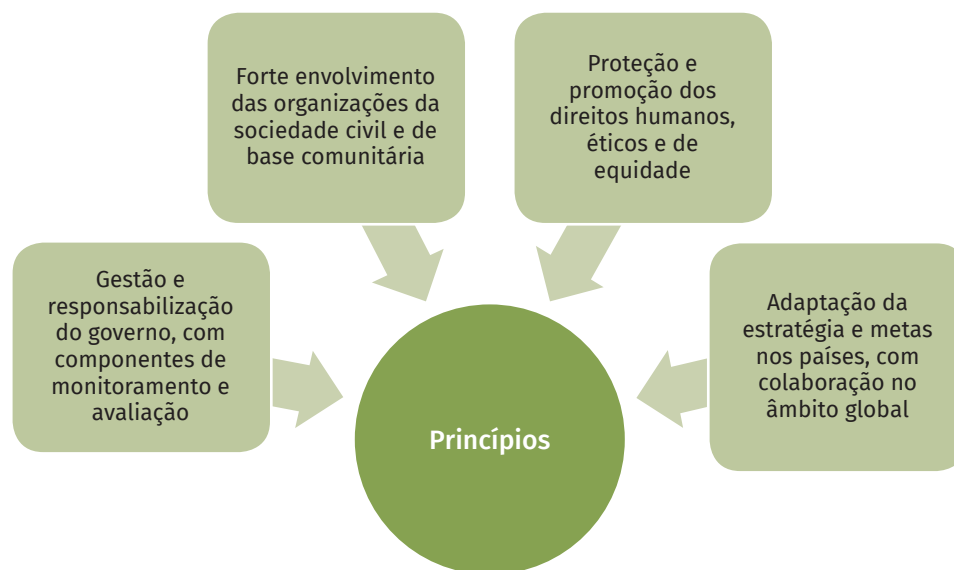 Forte envolvimento
das organizações da
sociedade civil e de
base comunitária
Proteção e
promoção dos
direitos humanos,
éticos e de
equidade
Gestão e
responsabilização
do governo, com
componentes de
monitoramento e
avaliação
Adaptação da
estratégia e metas
nos países, com
colaboração no
âmbito global
Princípios